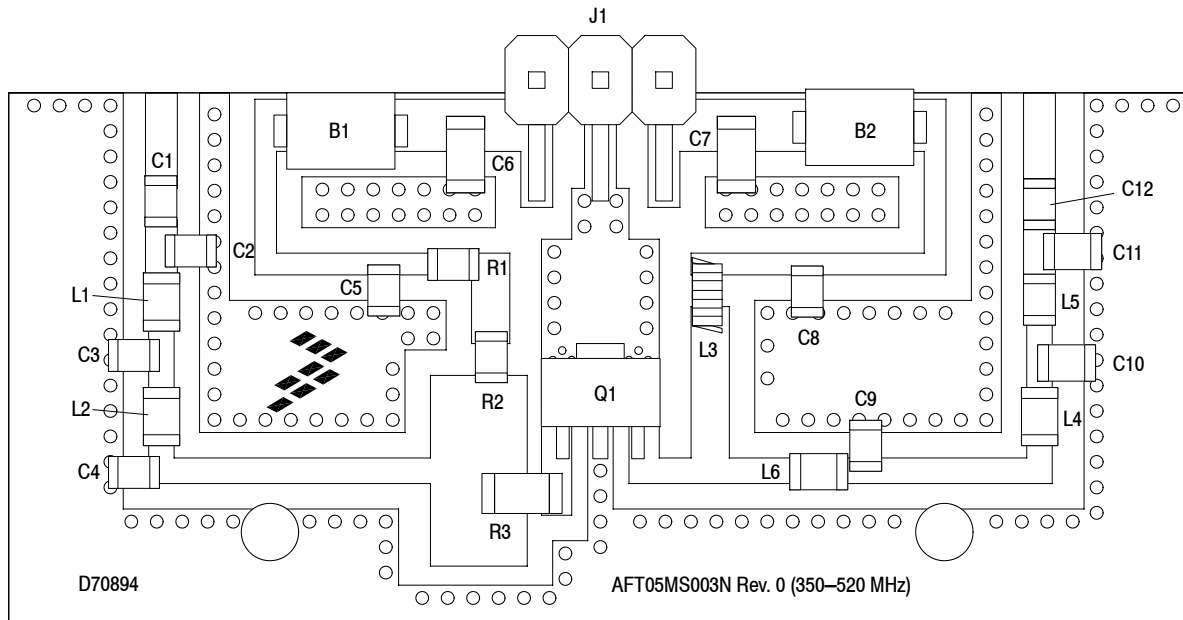 J1
B1
B2
C6
C7
C1
C12
C2
C11
R1
C5
L1
L5
C8
L3
C3
C10
R2
Q1
C9
L2
L4
C4
L6
R3
D70894
AFT05MS003N Rev. 0 (350–520 MHz)